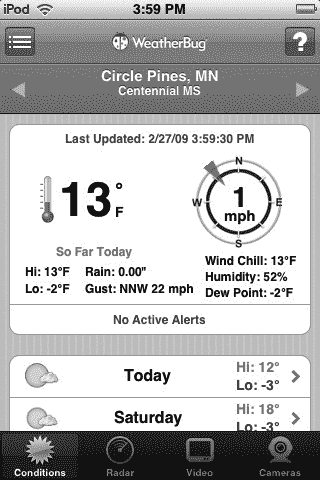 iPod 3:59 PM
WeatherBug
?
Circle Pines, MN
Centennial MS
Last Updated: 2/27/09 3:59:30 PM
13°F
N
W E
S
1
mph
So Far Today
Hi: 13°F Rain: 0.00"
Lo: -2°F Gust: NNW 22 mph
Wind Chill: 13°F
Humidity: 52%
Dew Point: -2°F
No Active Alerts
Today Hi: 12°
Lo: -3°
Saturday Hi: 18°
Lo: -3°
Conditions Radar Video Cameras